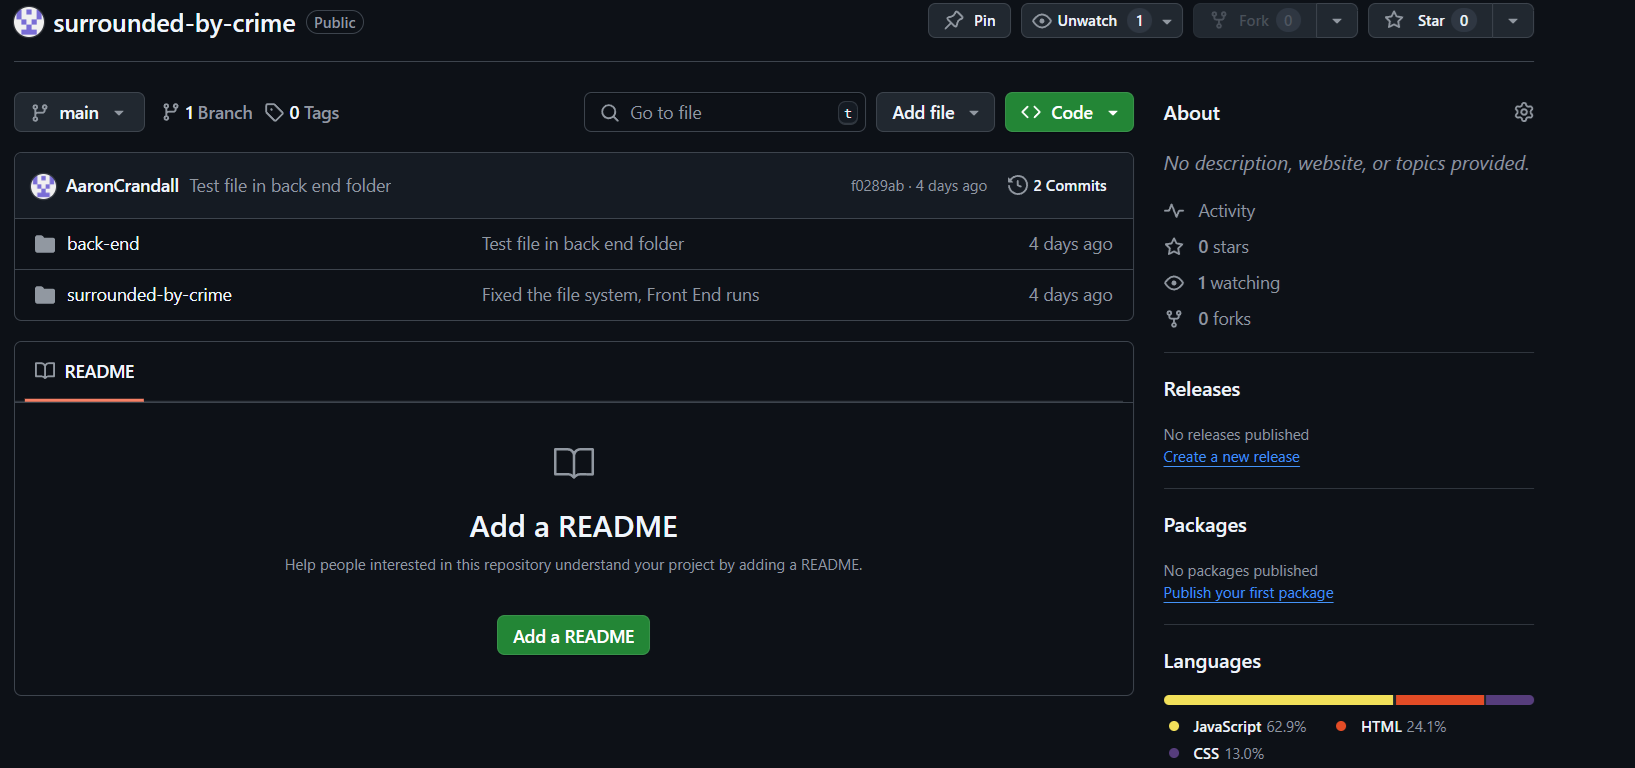 surrounded-by-crime Public
Pin Unwatch 1 Fork 0 Star 0
main 1 Branch 0 Tags Go to file t Add file Code
AaronCrandall Test file in back end folder f0289ab · 4 days ago 2 Commits
back-end Test file in back end folder 4 days ago
surrounded-by-crime Fixed the file system, Front End runs 4 days ago
README
Add a README
Help people interested in this repository understand your project by adding a README.
Add a README
About
No description, website, or topics provided.
Activity
0 stars
1 watching
0 forks
Releases
No releases published
Create a new release
Packages
No packages published
Publish your first package
Languages
JavaScript 62.9% HTML 24.1%
CSS 13.0%